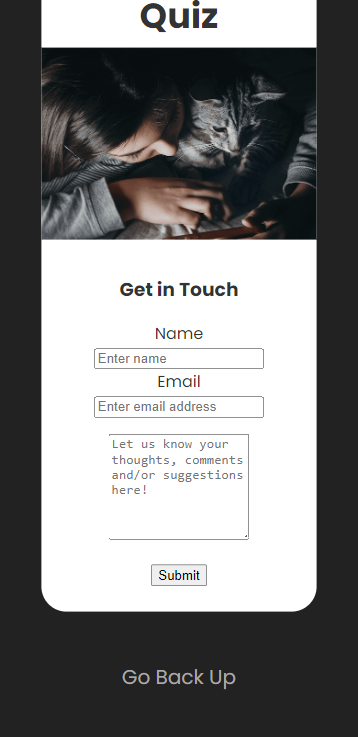 Quiz
Get in Touch
Name
Enter name
Email
Enter email address
Let us know your
thoughts, comments
and/or suggestions
here!
Submit
Go Back Up